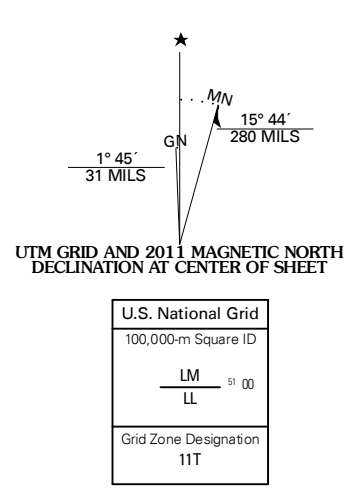 ★
MN
GN
15° 44´
280 MILS
1° 45´
31 MILS
UTM GRID AND 2011 MAGNETIC NORTH
DECLINATION AT CENTER OF SHEET
U.S. National Grid
100,000-m Square ID
LM
51 00
LL
Grid Zone Designation
11T